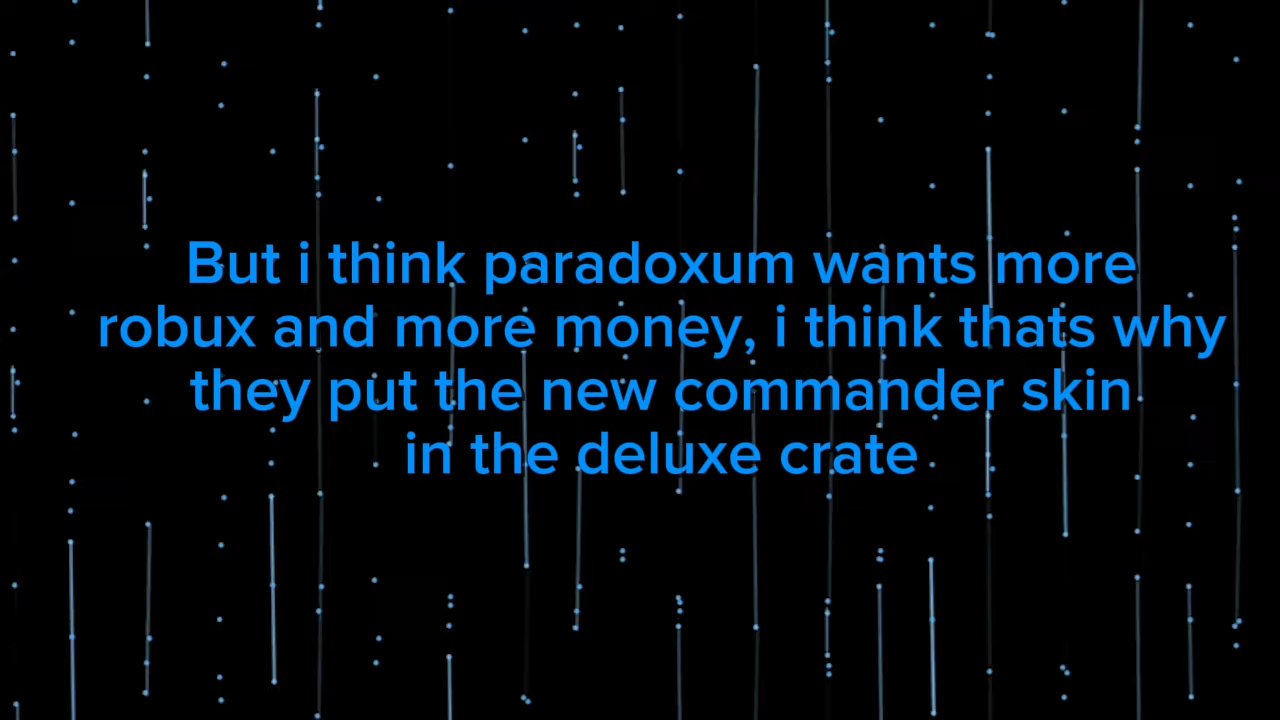 But i think paradoxum wants more
robux and more money, i think thats why
they put the new commander skin
in the deluxe crate